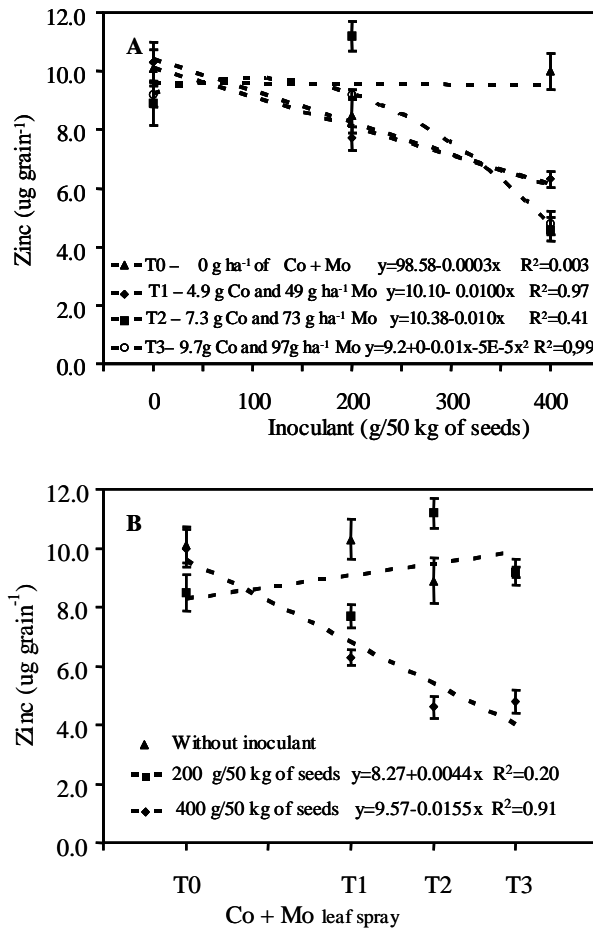 12.0
A
10.0
8.0
6.0
4.0
2.0
0.0
Zinc (ug grain-1)
T0 – 0 g ha-1 of Co + Mo y=98.58-0.0003x R2=0.003
T1 – 4.9 g Co and 49 g ha-1 Mo y=10.10- 0.0100x R2=0.97
T2 – 7.3 g Co and 73 g ha-1 Mo y=10.38-0.010x R2=0.41
T3– 9.7g Co and 97g ha-1 Mo y=9.2+0-0.01x-5E-5x2 R2=0,99
0 100 200 300 400
Inoculant (g/50 kg of seeds)
12.0
B
10.0
8.0
6.0
4.0
2.0
0.0
Zinc (ug grain-1)
Without inoculant
200 g/50 kg of seeds y=8.27+0.0044x R2=0.20
400 g/50 kg of seeds y=9.57-0.0155x R2=0.91
T0 T1 T2 T3
Co + Mo leaf spray